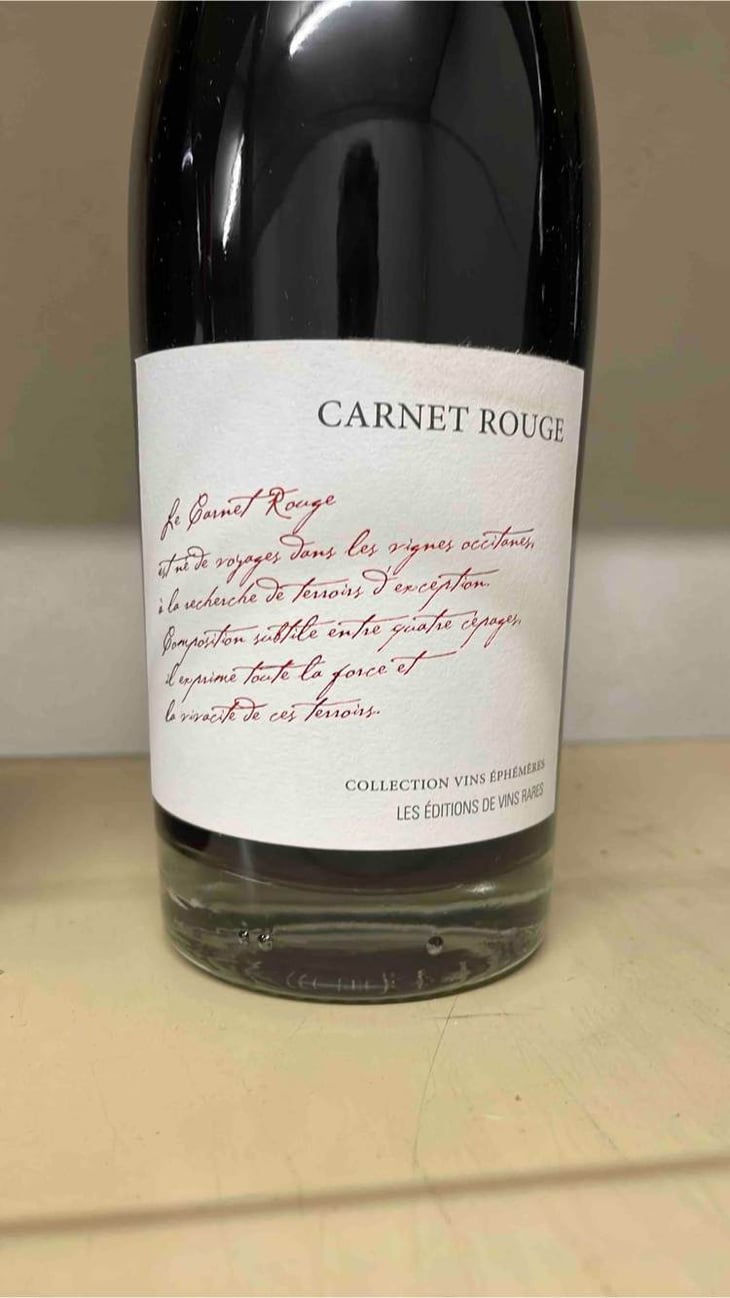 CARNET ROUGE
Le Carnet Rouge
est né de voyages dans les vignes occitanes,
à la recherche de terroirs d'exception.
Composition subtile entre quatre cépages,
il exprime toute la force et
la vivacité de ces terroirs.
COLLECTION VINS ÉPHÉMÈRES
LES ÉDITIONS DE VINS RARES